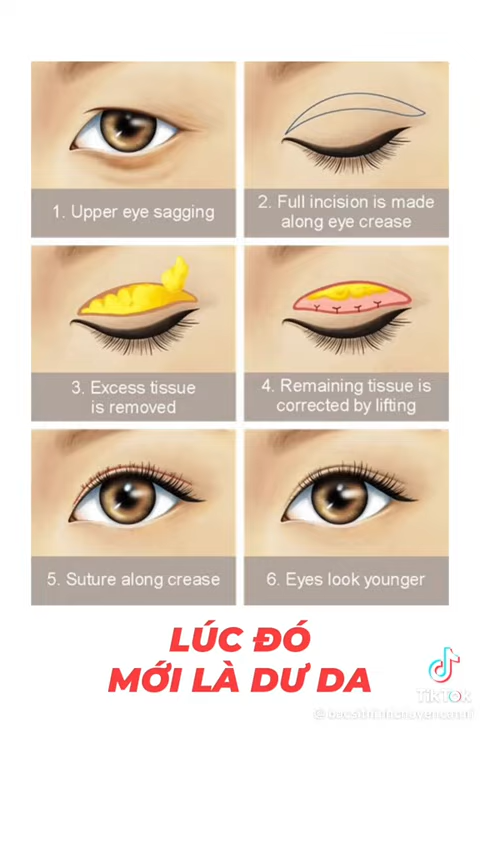 1. Upper eye sagging
2. Full incision is made
along eye crease
3. Excess tissue
is removed
4. Remaining tissue is
corrected by lifting
5. Suture along crease
6. Eyes look younger
LÚC ĐÓ
MỚI LÀ DƯ DA
TikTok